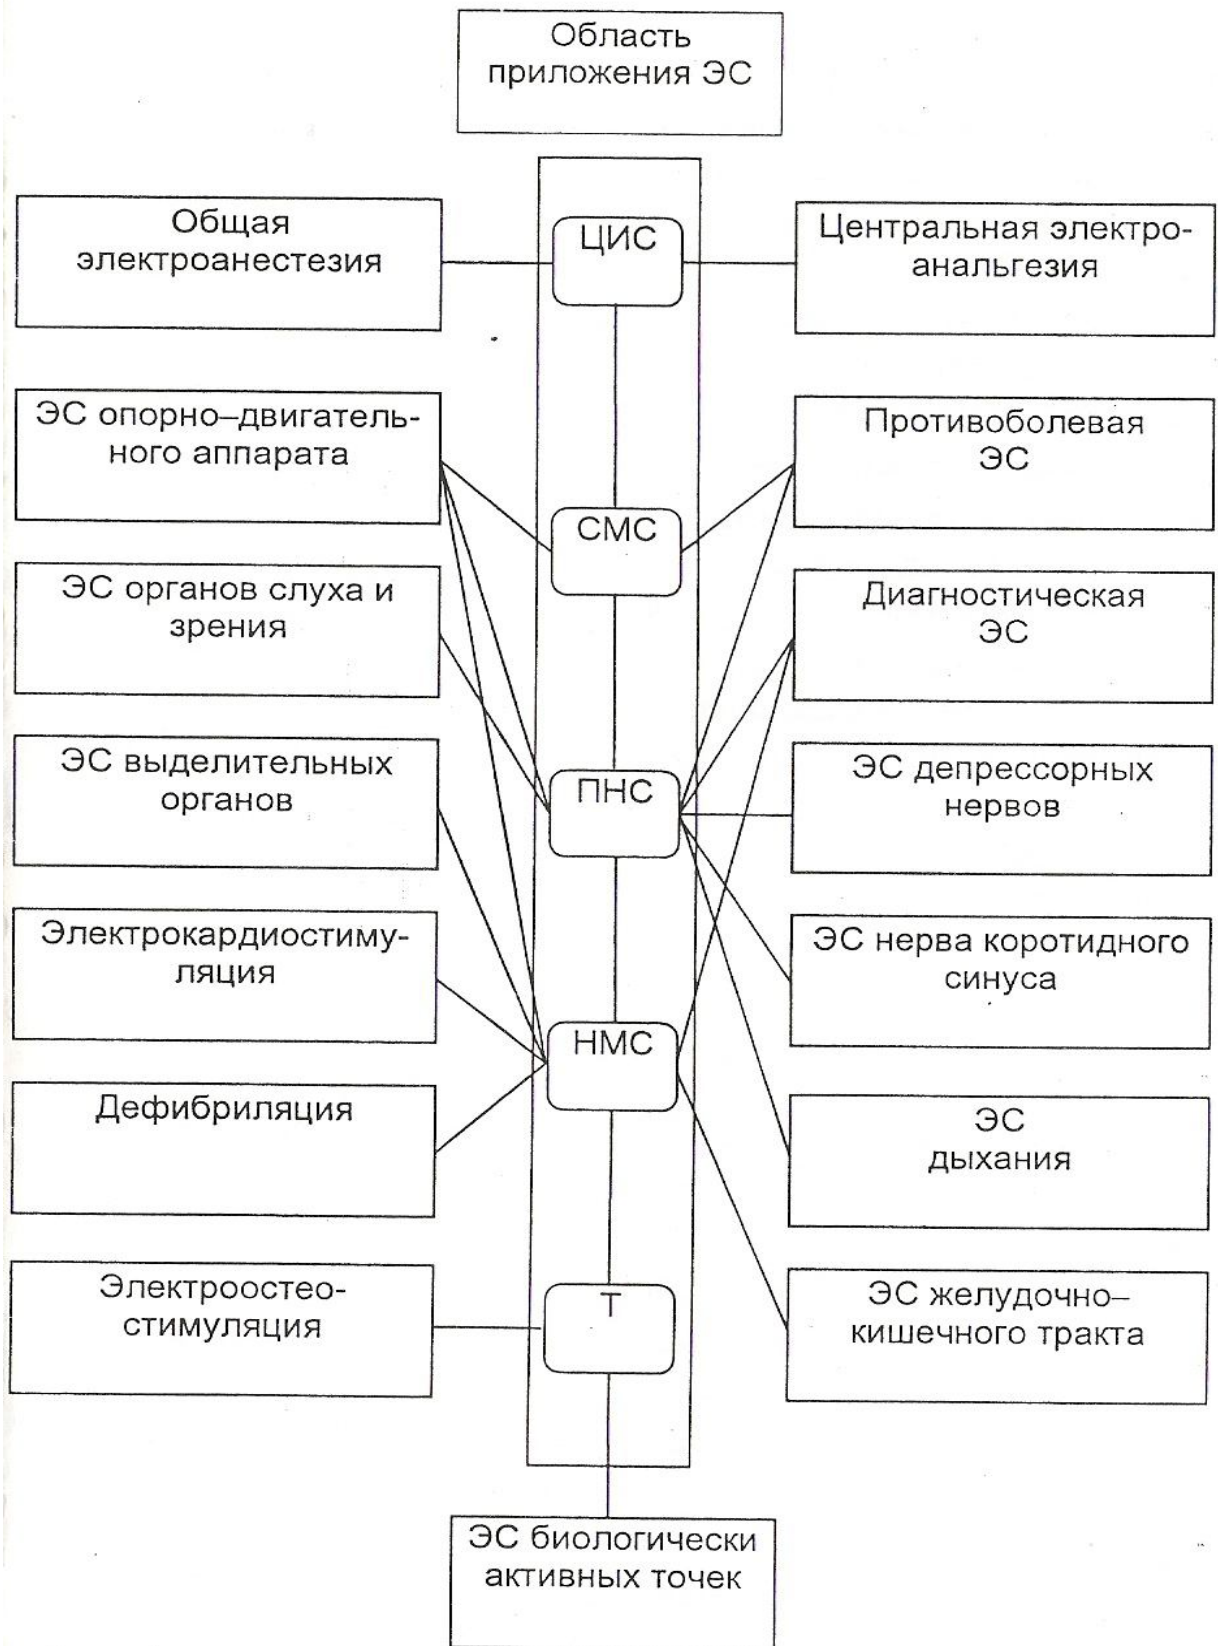 Область
приложения ЭС
Общая
электроанестезия
ЦИС
Центральная электро-
анальгезия
ЭС опорно–двигатель-
ного аппарата
СМС
Противоболевая
ЭС
ЭС органов слуха и
зрения
Диагностическая
ЭС
ЭС выделительных
органов
ПНС
ЭС депрессорных
нервов
Электрокардиостиму-
ляция
НМС
ЭС нерва коротидного
синуса
Дефибриляция
ЭС
дыхания
Электроостео-
стимуляция
Т
ЭС желудочно–
кишечного тракта
ЭС биологически
активных точек